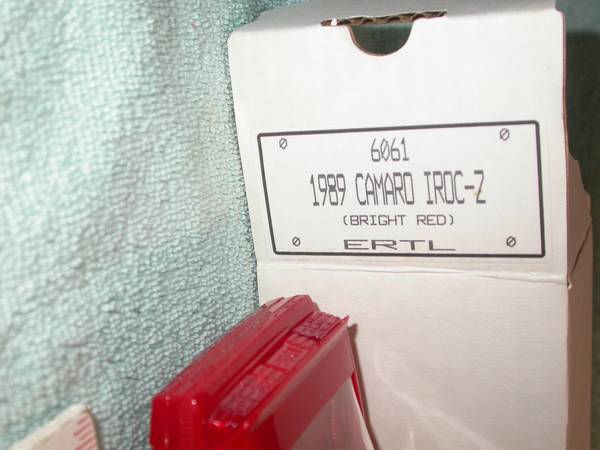 6061
1989 CAMARO IROC-Z
(BRIGHT RED)
ERTL